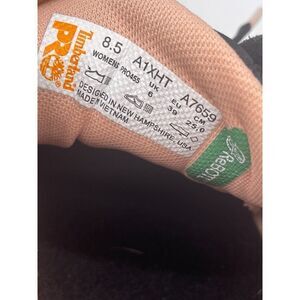 Timberland
PRO
8.5 A1XHT A7659
WOMENS PRO455
UK EU CM
6 39 25.0
DESIGNED IN NEW HAMPSHIRE, USA
MADE IN VIETNAM.
REBOTL